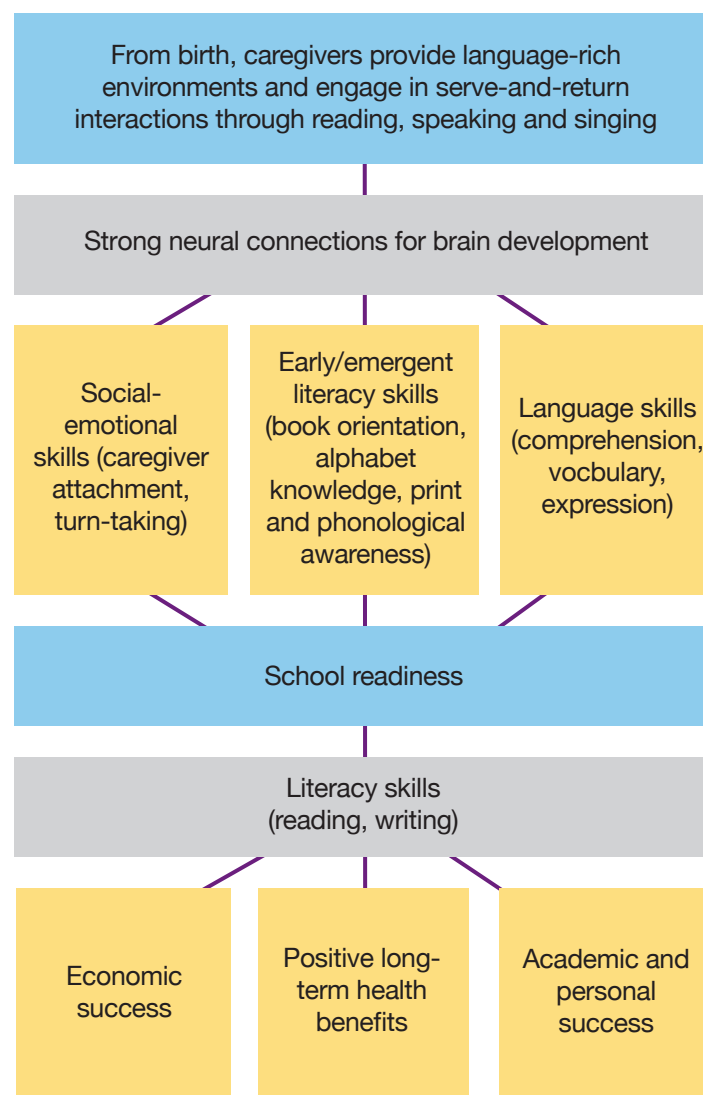 From birth, caregivers provide language-rich
environments and engage in serve-and-return
interactions through reading, speaking and singing
Strong neural connections for brain development
Social-
emotional
skills (caregiver
attachment,
turn-taking)
Early/emergent
literacy skills
(book orientation,
alphabet
knowledge, print
and phonological
awareness)
Language skills
(comprehension,
vocbulary,
expression)
School readiness
Literacy skills
(reading, writing)
Economic
success
Positive long-
term health
benefits
Academic and
personal
success